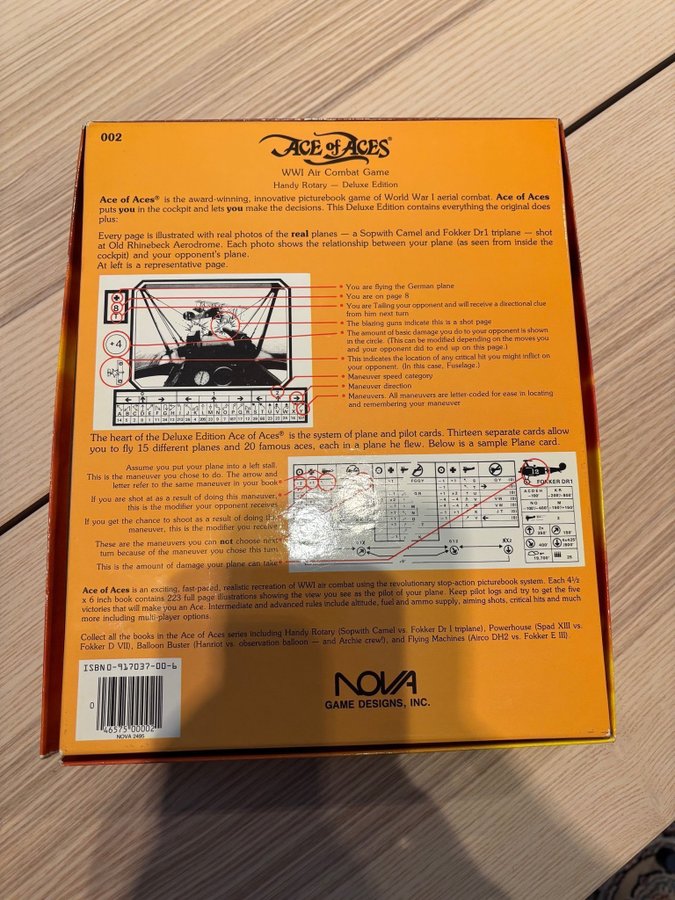 002
ACE of ACES®
WWI Air Combat Game
Handy Rotary — Deluxe Edition
Ace of Aces® is the award-winning, innovative picturebook game of World War I aerial combat. Ace of Aces
puts you in the cockpit and lets you make the decisions. This Deluxe Edition contains everything the original does
plus:
Every page is illustrated with real photos of the real planes — a Sopwith Camel and Fokker Dr1 triplane — shot
at Old Rhinebeck Aerodrome. Each photo shows the relationship between your plane (as seen from inside the
cockpit) and your opponent's plane.
At left is a representative page.
8
T
+4
• You are flying the German plane
• You are on page 8
• You are Tailing your opponent and will receive a directional clue
from him next turn
• The blazing guns indicate this is a shot page
• The amount of basic damage you do to your opponent is shown
in the circle. (This can be modified depending on the moves you
and your opponent did to end up on this page.)
• This indicates the location of any critical hit you might inflict on
your opponent. (In this case, Fuselage.)
• Maneuver speed category
• Maneuver direction
• Maneuvers. All maneuvers are letter-coded for ease in locating
and remembering your maneuver
The heart of the Deluxe Edition Ace of Aces® is the system of plane and pilot cards. Thirteen separate cards allow
you to fly 15 different planes and 20 famous aces, each in a plane he flew. Below is a sample Plane card.
Assume you put your plane into a left stall.
This is the maneuver you chose to do. The arrow and
letter refer to the same maneuver in your book
If you are shot at as a result of doing this maneuver,
this is the modifier your opponent receives
If you get the chance to shoot as a result of doing this
maneuver, this is the modifier you receive
These are the maneuvers you can not choose next
turn because of the maneuver you chose this turn
This is the amount of damage your plane can take
13
FOKKER DR1
Ace of Aces is an exciting, fast-paced, realistic recreation of WWI air combat using the revolutionary stop-action picturebook system. Each 4½
x 6 inch book contains 223 full page illustrations showing the view you see as the pilot of your plane. Keep pilot logs and try to get the five
victories that will make you an Ace. Intermediate and advanced rules include altitude, fuel and ammo supply, aiming shots, critical hits and much
more including multi-player options.
Collect all the books in the Ace of Aces series including Handy Rotary (Sopwith Camel vs. Fokker Dr I triplane), Powerhouse (Spad XIII vs.
Fokker D VII), Balloon Buster (Hanriot vs. observation balloon — and Archie crew!), and Flying Machines (Airco DH2 vs. Fokker E III).
ISBN 0-917037-00-6
0 46575 00002
NOVA 2495
NOVA
GAME DESIGNS, INC.